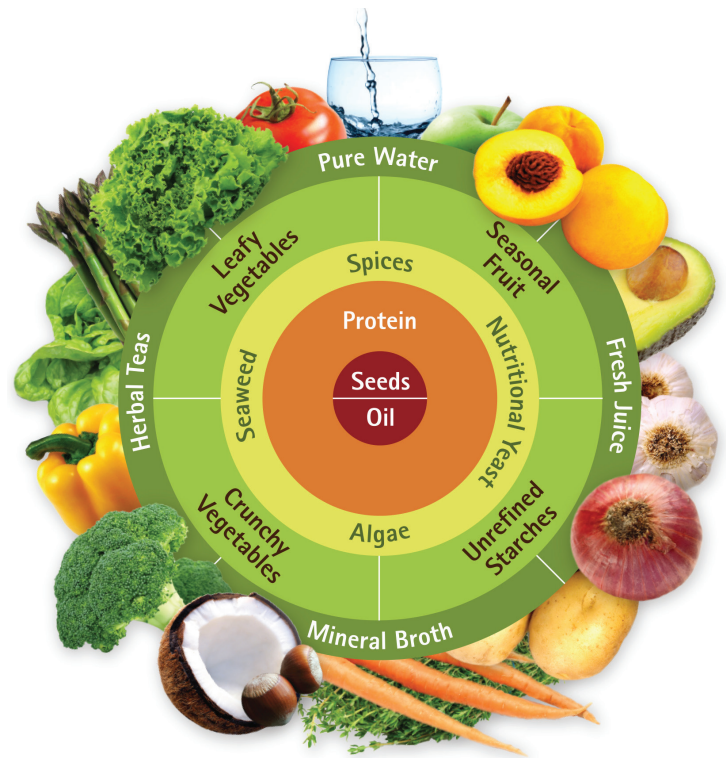 Pure Water
Leafy
Vegetables
Seasonal
Fruit
Spices
Protein
Herbal Teas
Seaweed
Seeds
Oil
Nutritional Yeast
Fresh Juice
Crunchy
Vegetables
Algae
Unrefined
Starches
Mineral Broth